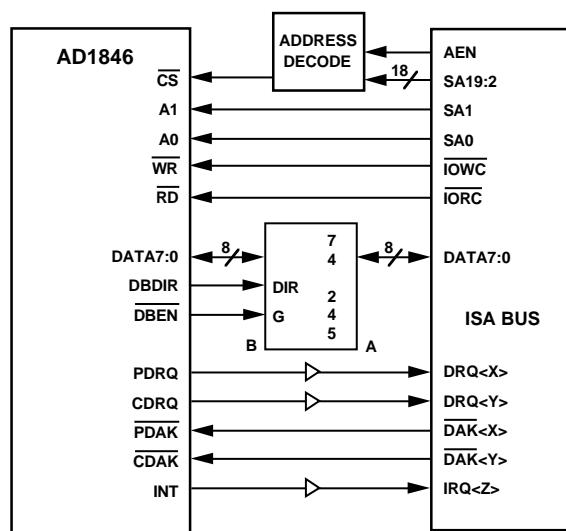 AD1846
ADDRESS
DECODE
AEN
CS
18
SA19:2
A1
SA1
A0
SA0
WR
IOWC
RD
IORC
DATA7:0
8
7
4
8
DATA7:0
DBDIR
DIR
2
DBEN
G
4
5
ISA BUS
B
A
PDRQ
DRQ<X>
CDRQ
DRQ<Y>
PDAK
DAK<X>
CDAK
DAK<Y>
INT
IRQ<Z>